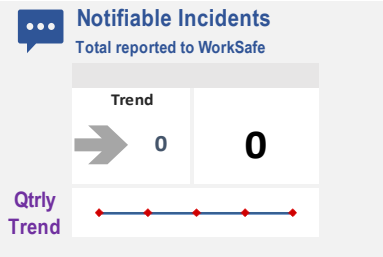 Notifiable Incidents
Total reported to WorkSafe
Trend
0
0
Qtrly
Trend